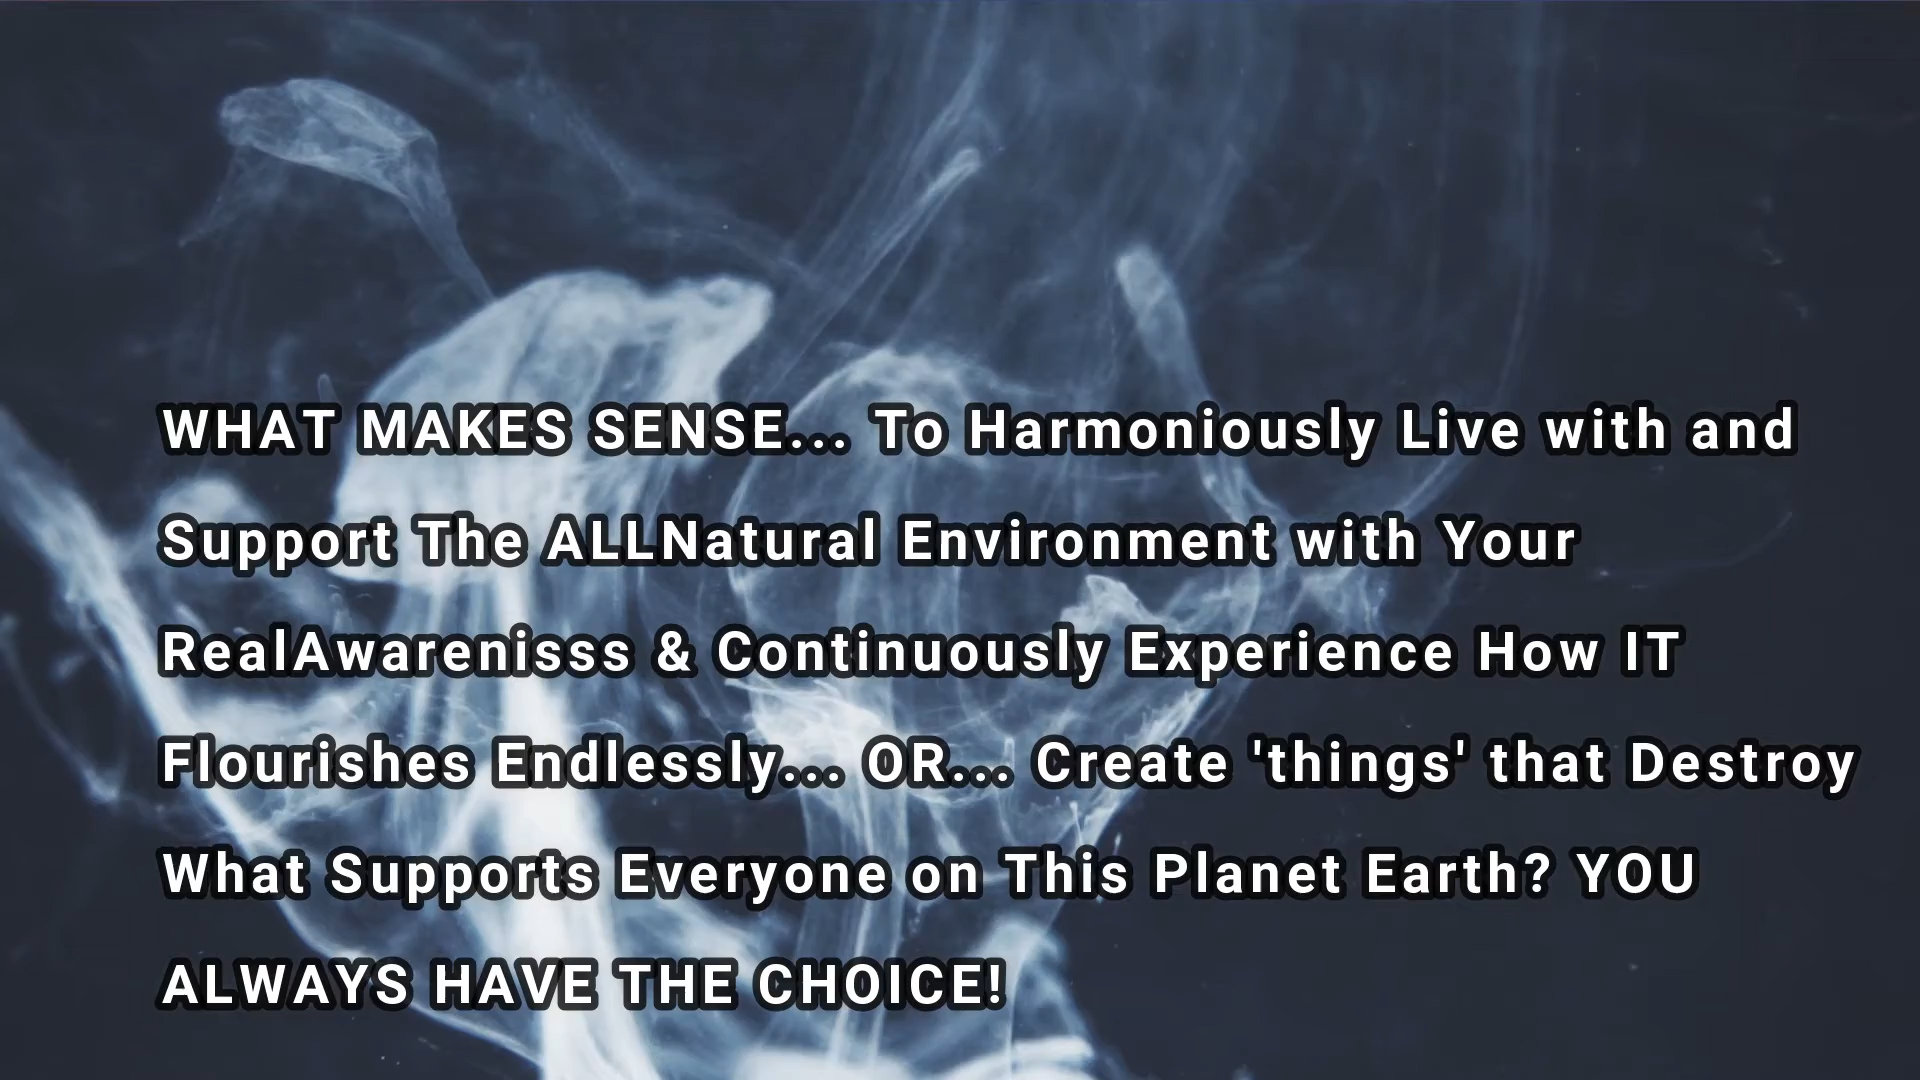 WHAT MAKES SENSE... To Harmoniously Live with and
Support The ALLNatural Environment with Your
RealAwarenisss & Continuously Experience How IT
Flourishes Endlessly... OR... Create 'things' that Destroy
What Supports Everyone on This Planet Earth? YOU
ALWAYS HAVE THE CHOICE!